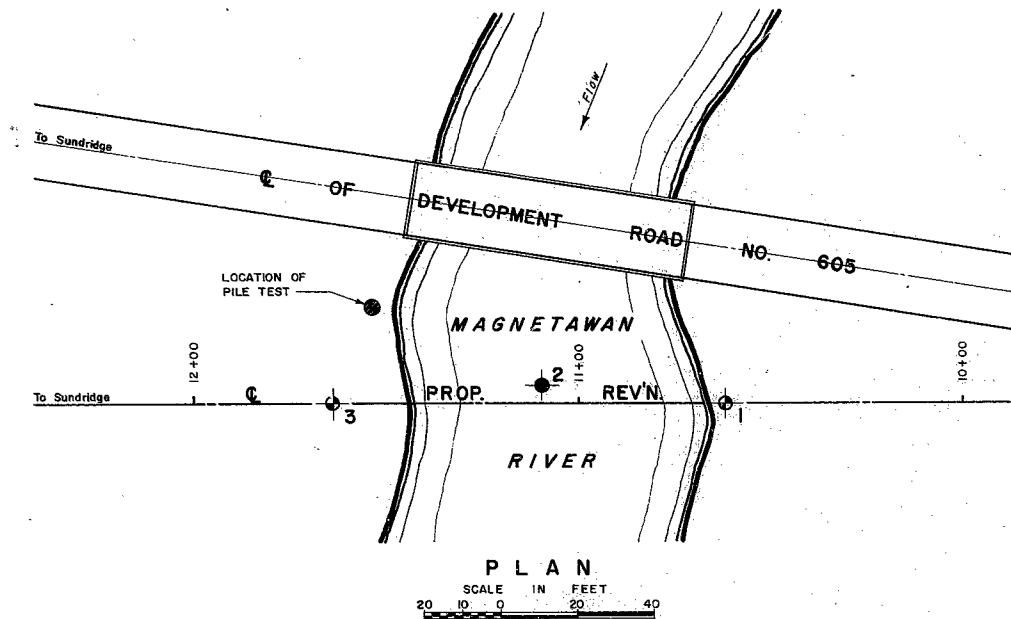 Flow
To Sundridge
℄ OF DEVELOPMENT ROAD NO. 605
LOCATION OF
PILE TEST
MAGNETAWAN
12+00
11+00
10+00
2
To Sundridge
℄ PROP. REV'N.
3
1
RIVER
PLAN
SCALE IN FEET
20 10 0 20 40